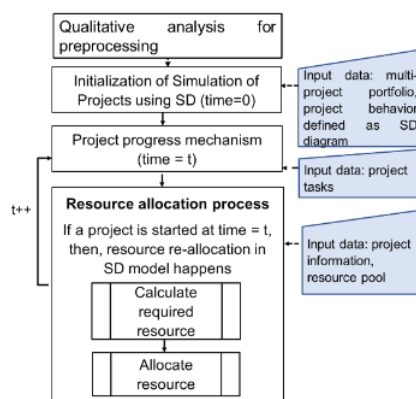 Qualitative analysis for
preprocessing
Initialization of Simulation of
Projects using SD (time=0)
Input data: multi-
project portfolio,
project behavior
defined as SD
diagram
Project progress mechanism
(time = t)
Input data: project
tasks
t++
Resource allocation process
If a project is started at time = t,
then, resource re-allocation in
SD model happens
Input data: project
information,
resource pool
Calculate
required
resource
Allocate
resource